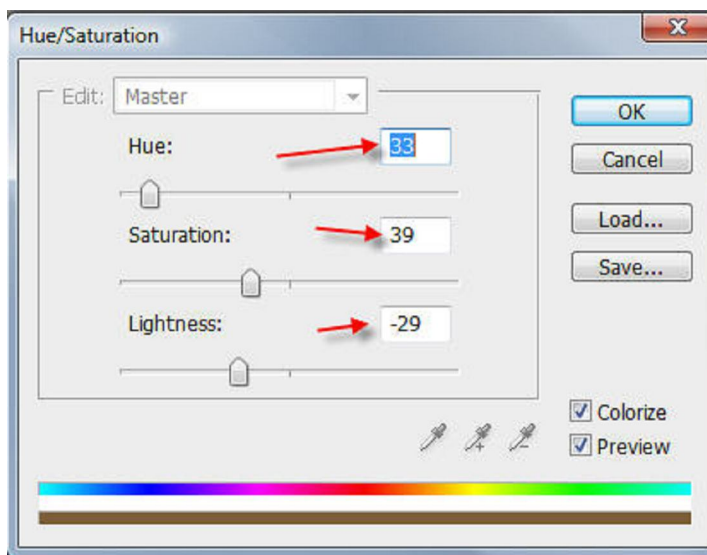 Hue/Saturation
Edit: Master
Hue: 33
Saturation: 39
Lightness: -29
OK
Cancel
Load...
Save...
Colorize
Preview